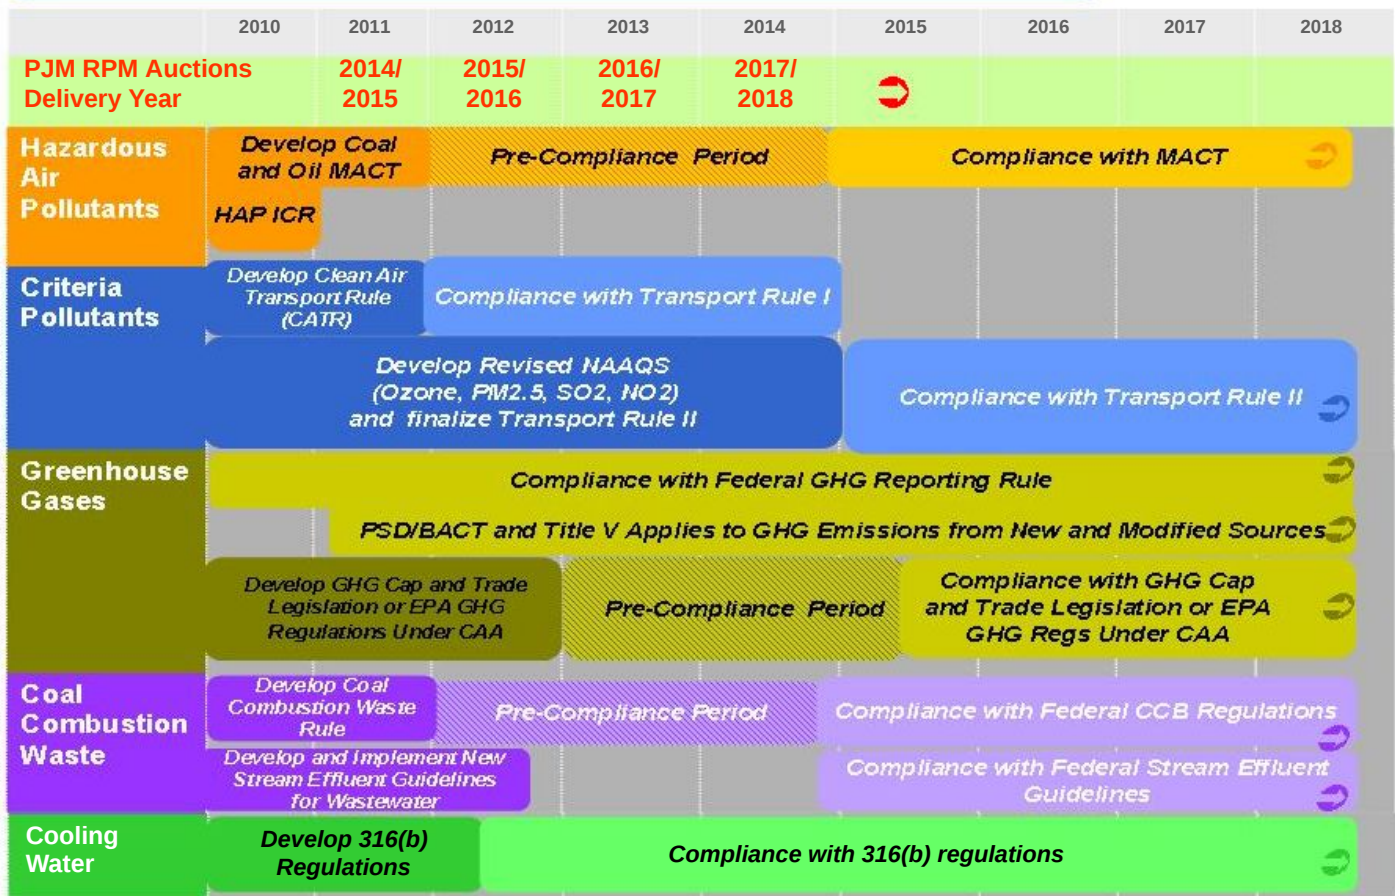 2010 2011 2012 2013 2014 2015 2016 2017 2018
PJM RPM Auctions 2014/ 2015/ 2016/ 2017/
Delivery Year 2015 2016 2017 2018
Hazardous
Air
Pollutants
Develop Coal
and Oil MACT
Pre-Compliance Period
Compliance with MACT
HAP ICR
Criteria
Pollutants
Develop Clean Air
Transport Rule
(CATR)
Compliance with Transport Rule I
Develop Revised NAAQS
(Ozone, PM2.5, SO2, NO2)
and finalize Transport Rule II
Compliance with Transport Rule II
Greenhouse
Gases
Compliance with Federal GHG Reporting Rule
PSD/BACT and Title V Applies to GHG Emissions from New and Modified Sources
Develop GHG Cap and Trade
Legislation or EPA GHG
Regulations Under CAA
Pre-Compliance Period
Compliance with GHG Cap
and Trade Legislation or EPA
GHG Regs Under CAA
Coal
Combustion
Waste
Develop Coal
Combustion Waste
Rule
Pre-Compliance Period
Compliance with Federal CCB Regulations
Develop and Implement New
Stream Effluent Guidelines
for Wastewater
Compliance with Federal Stream Effluent
Guidelines
Cooling
Water
Develop 316(b)
Regulations
Compliance with 316(b) regulations